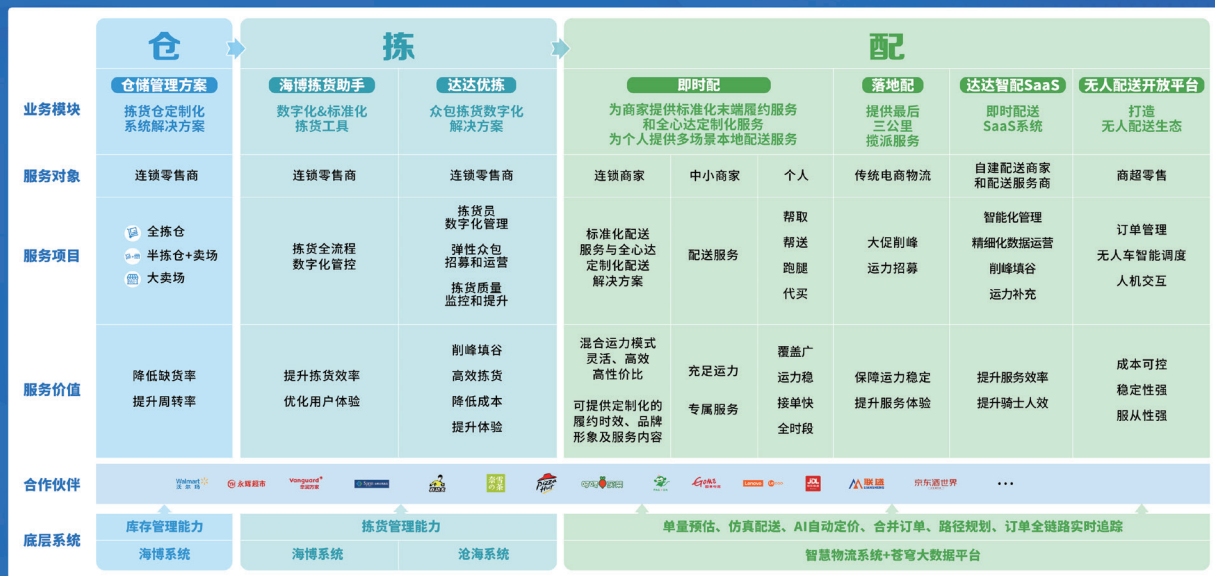 仓
拣
配
业务模块
仓储管理方案
拣货仓定制化
系统解决方案
海博拣货助手
数字化&标准化
拣货工具
达达优拣
众包拣货数字化
解决方案
即时配
为商家提供标准化末端履约服务
和全心达定制化服务
为个人提供多场景本地配送服务
落地配
提供最后
三公里
揽派服务
达达智配SaaS
即时配送
SaaS系统
无人配送开放平台
打造
无人配送生态
服务对象
连锁零售商
连锁零售商
连锁零售商
连锁商家
中小商家
个人
传统电商物流
自建配送商家
和配送服务商
商超零售
服务项目
全拣仓
半拣仓+卖场
大卖场
拣货全流程
数字化管控
拣货员
数字化管理
弹性众包
招募和运营
拣货质量
监控和提升
标准化配送
服务与全心达
定制化配送
解决方案
配送服务
帮取
帮送
跑腿
代买
大促削峰
运力招募
智能化管理
精细化数据运营
削峰填谷
运力补充
订单管理
无人车智能调度
人机交互
服务价值
降低缺货率
提升周转率
提升拣货效率
优化用户体验
削峰填谷
高效拣货
降低成本
提升体验
混合运力模式
灵活、高效
高性价比
可提供定制化的
履约时效、品牌
形象及服务内容
充足运力
专属服务
覆盖广
运力稳
接单快
全时段
保障运力稳定
提升服务体验
提升服务效率
提升骑士人效
成本可控
稳定性强
服从性强
合作伙伴
Walmart
沃尔玛
永辉超市
Vanguard
华润万家
Pizza
Hut
Lenovo
JDL
联盛
京东酒世界
•••
底层系统
库存管理能力
拣货管理能力
单量预估、仿真配送、AI自动定价、合并订单、路径规划、订单全链路实时追踪
海博系统
海博系统
沧海系统
智慧物流系统+苍穹大数据平台